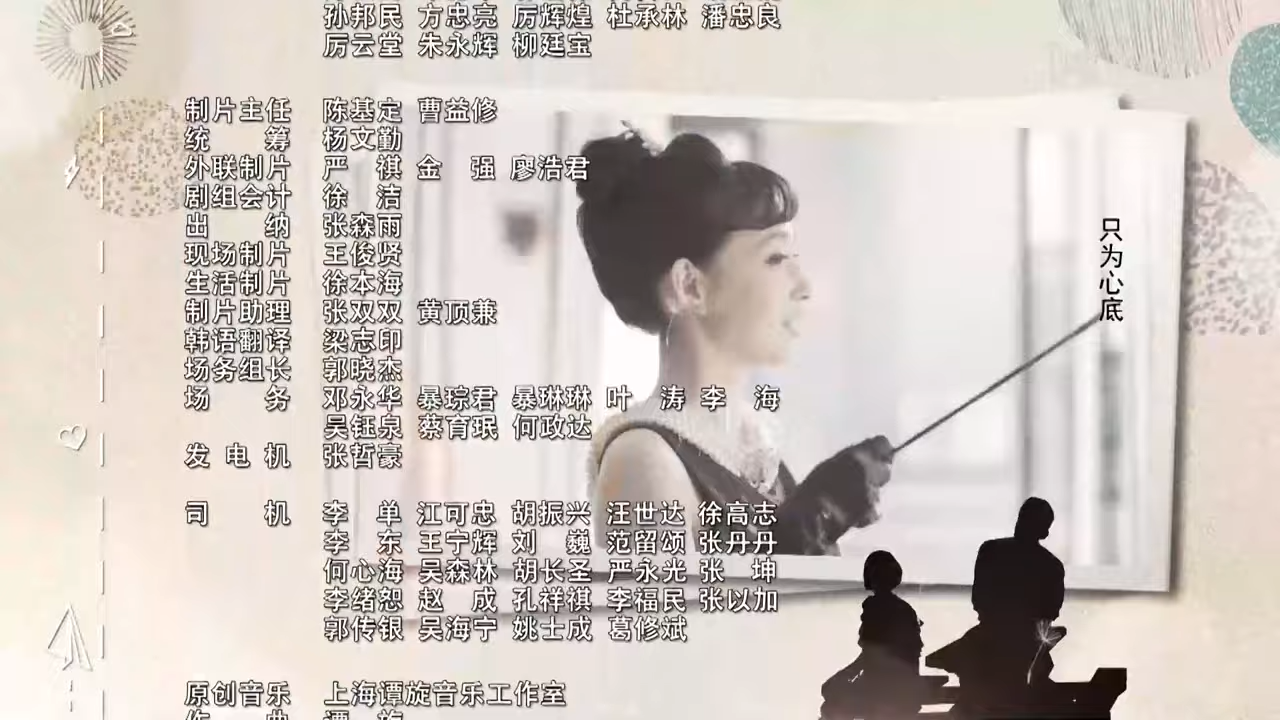 孙邦民 方忠亮 厉辉煌 杜承林 潘忠良
厉云堂 朱永辉 柳廷宝
制片主任 陈基定 曹益修
统筹 杨文勤
外联制片 严祺 金强 廖浩君
剧组会计 徐洁
出纳 张森雨
现场制片 王俊贤
生活制片 徐本海
制片助理 张双双 黄顶兼
韩语翻译 梁志印
场务组长 郭晓杰
场务 邓永华 暴琮君 暴琳琳 叶涛 李海
吴钰泉 蔡育珉 何政达
发电机 张哲豪
司机 李单 江可忠 胡振兴 汪世达 徐高志
李东 王宁辉 刘巍 范留颂 张丹丹
何心海 吴森林 胡长圣 严永光 张坤
李绪恕 赵成 孔祥祺 李福民 张以加
郭传银 吴海宁 姚士成 葛修斌
原创音乐 上海谭旋音乐工作室
只为心底